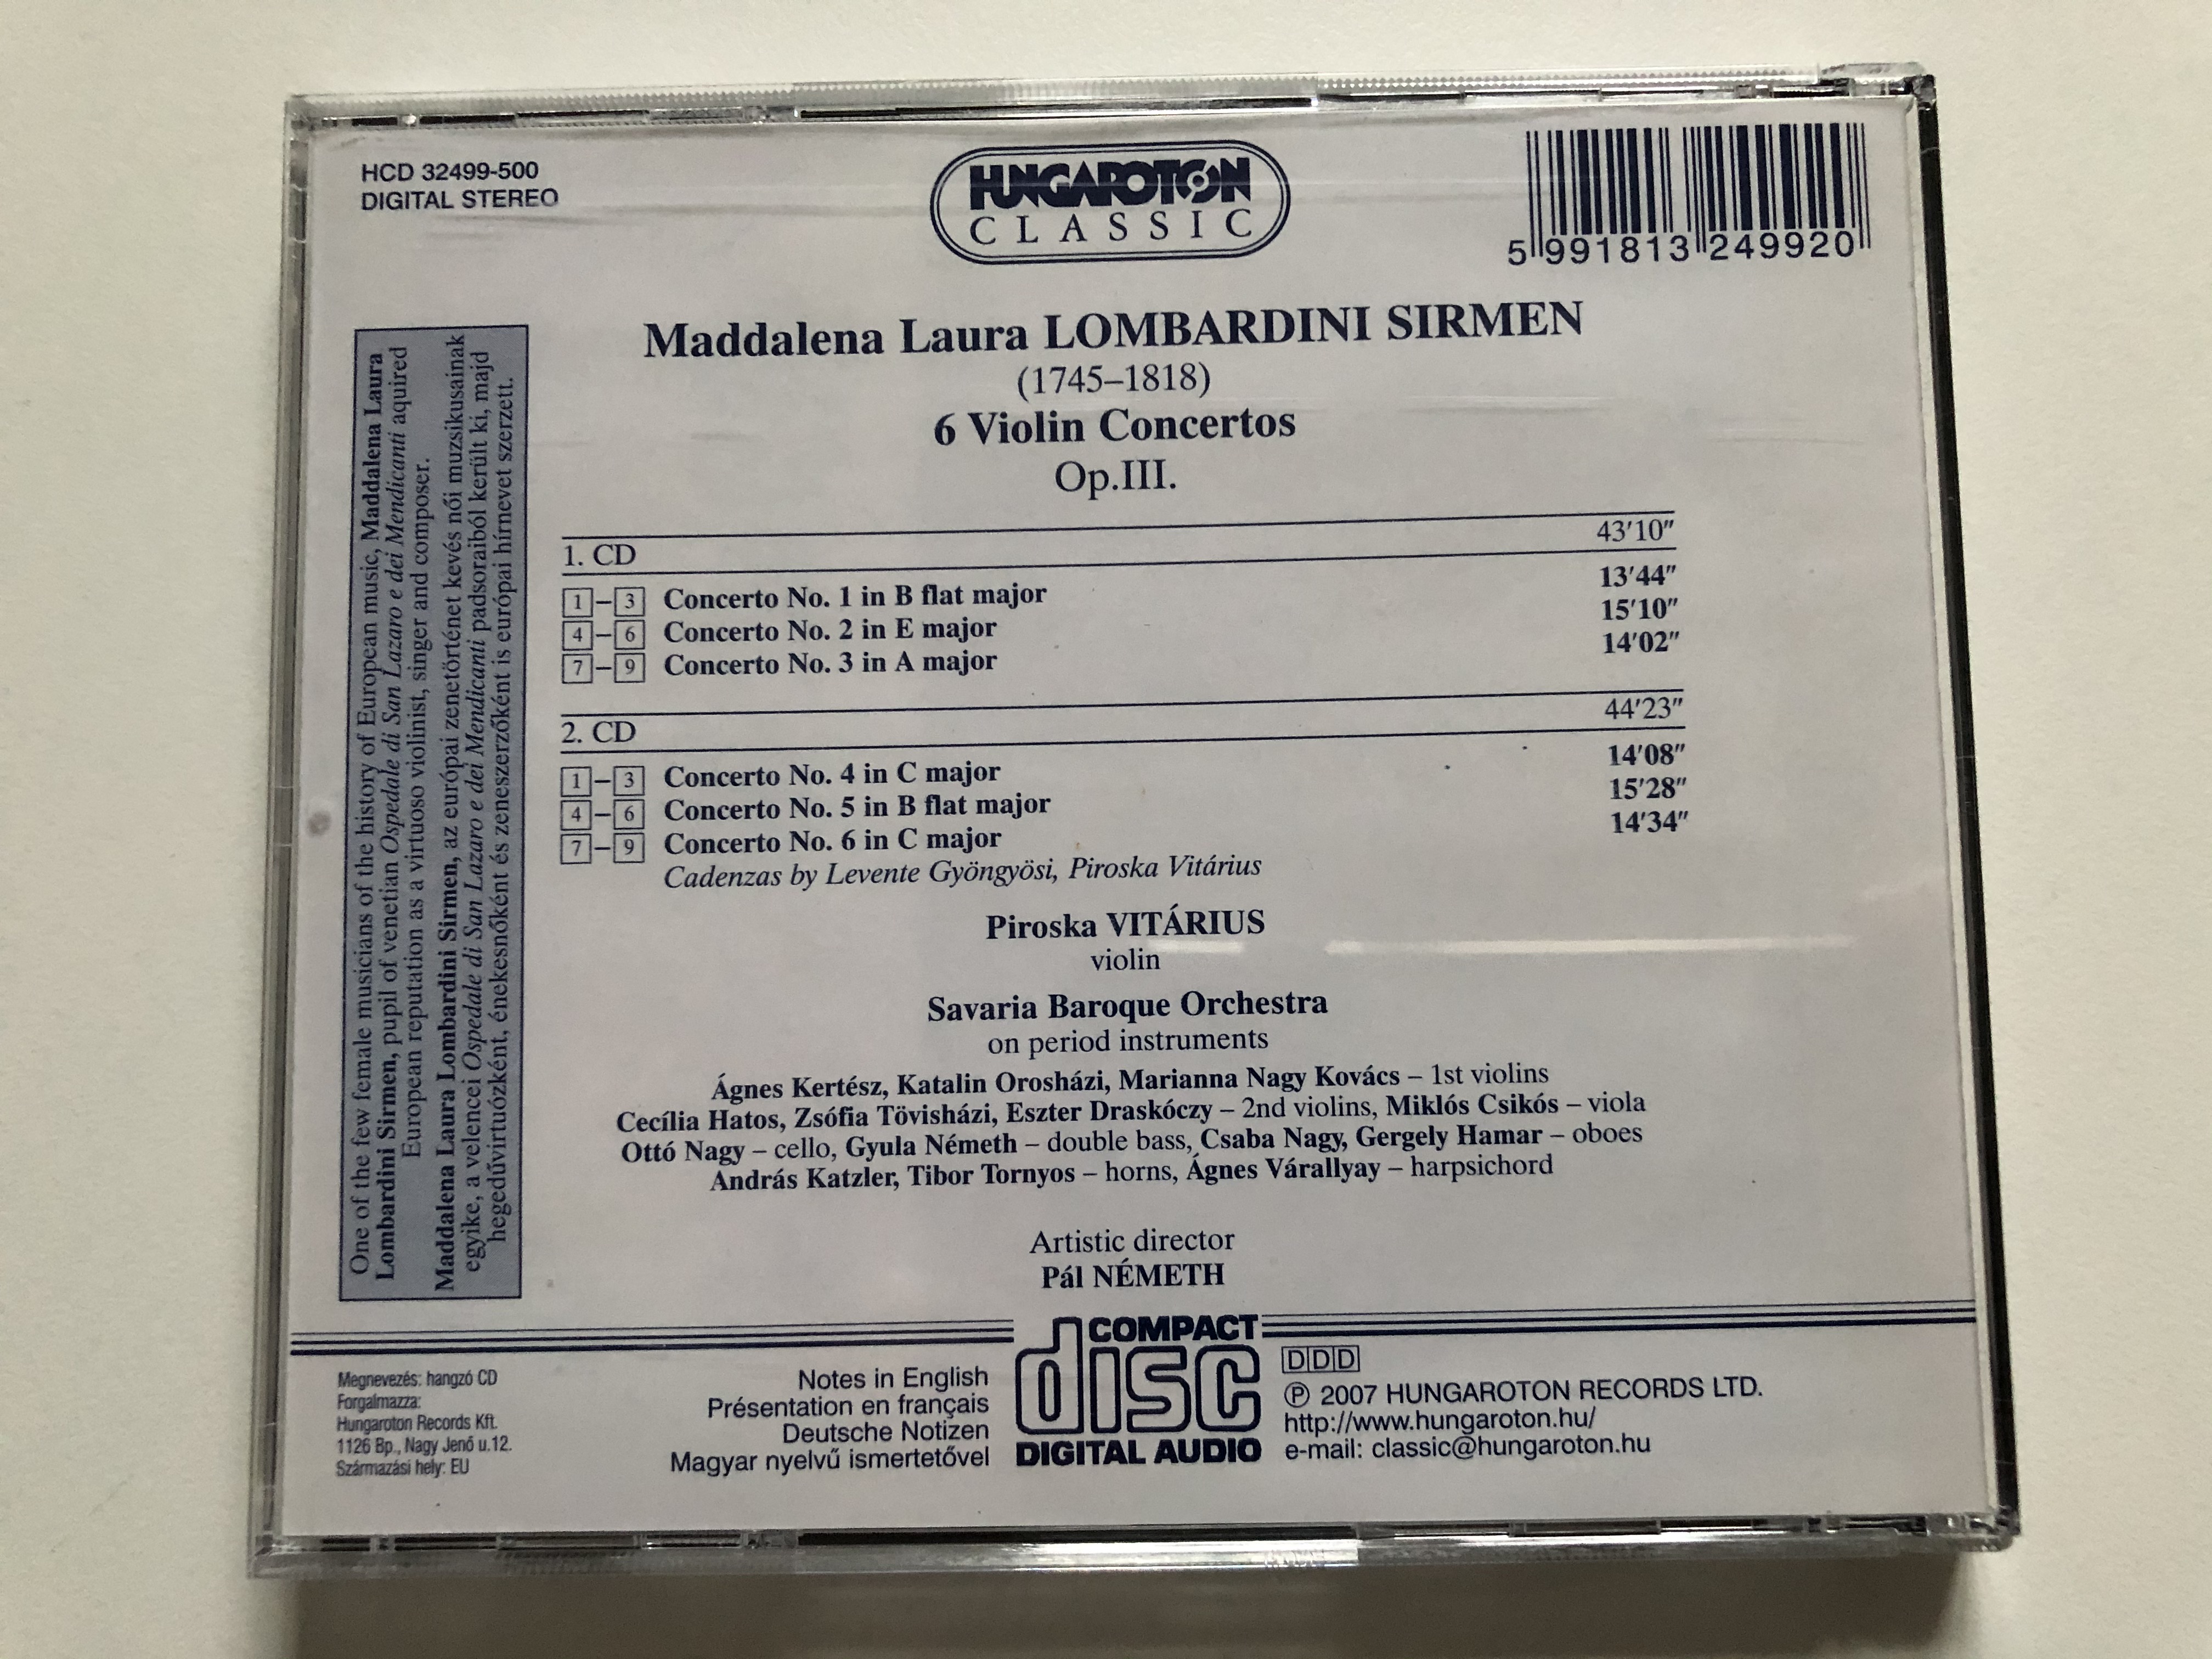 HCD 32499-500
DIGITAL STEREO
HUNGAROTON
CLASSIC
5 991813 249920
One of the few female musicians of the history of European music, Maddalena Laura
Lombardini Sirmen, pupil of venetian Ospedale di San Lazaro e dei Mendicanti aquired
European reputation as a virtuoso violinist, singer and composer.
Maddalena Laura Lombardini Sirmen, az európai zenetörténet kevés női muzsikusainak
egyike, a velencei Ospedale di San Lazaro e dei Mendicanti padsoraiból került ki, majd
hegedűvirtuózként, énekesnőként és zeneszerzőként is európai hírnevet szerzett.
Maddalena Laura LOMBARDINI SIRMEN
(1745–1818)
6 Violin Concertos
Op.III.
1. CD 43'10"
1–3 Concerto No. 1 in B flat major 13'44"
4–6 Concerto No. 2 in E major 15'10"
7–9 Concerto No. 3 in A major 14'02"
2. CD 44'23"
1–3 Concerto No. 4 in C major 14'08"
4–6 Concerto No. 5 in B flat major 15'28"
7–9 Concerto No. 6 in C major 14'34"
Cadenzas by Levente Gyöngyösi, Piroska Vitárius
Piroska VITÁRIUS
violin
Savaria Baroque Orchestra
on period instruments
Ágnes Kertész, Katalin Orosházi, Marianna Nagy Kovács – 1st violins
Cecília Hatos, Zsófia Tövisházi, Eszter Draskóczy – 2nd violins, Miklós Csikós – viola
Ottó Nagy – cello, Gyula Németh – double bass, Csaba Nagy, Gergely Hamar – oboes
András Katzler, Tibor Tornyos – horns, Ágnes Várallyay – harpsichord
Artistic director
Pál NÉMETH
Megnevezés: hangzó CD
Forgalmazza:
Hungaroton Records Kft.
1126 Bp., Nagy Jenő u.12.
Származási hely: EU
Notes in English
Présentation en français
Deutsche Notizen
Magyar nyelvű ismertetővel
COMPACT
disc
DIGITAL AUDIO
DDD
℗ 2007 HUNGAROTON RECORDS LTD.
http://www.hungaroton.hu/
e-mail: classic@hungaroton.hu